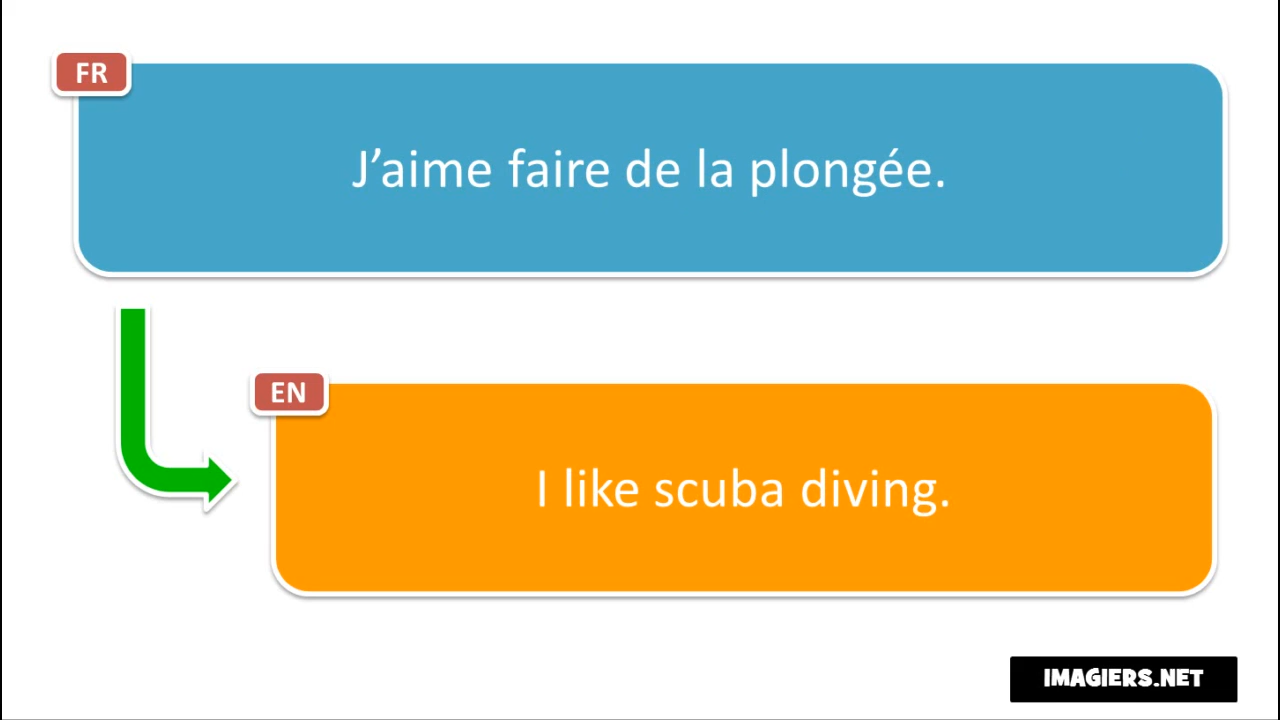 FR
J’aime faire de la plongée.
EN
I like scuba diving.
IMAGIERS.NET